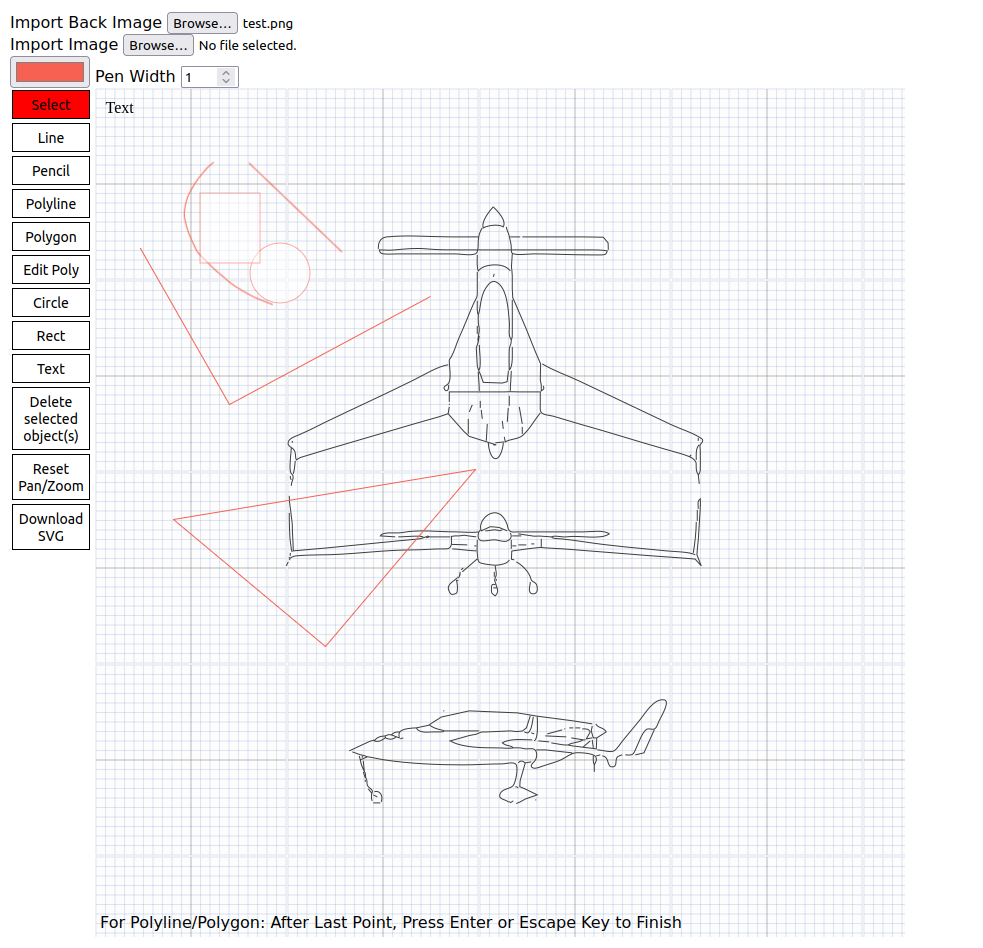 Import Back Image Browse... test.png
Import Image Browse... No file selected.
Pen Width 1
Select
Text
Line
Pencil
Polyline
Polygon
Edit Poly
Circle
Rect
Text
Delete
selected
object(s)
Reset
Pan/Zoom
Download
SVG
For Polyline/Polygon: After Last Point, Press Enter or Escape Key to Finish